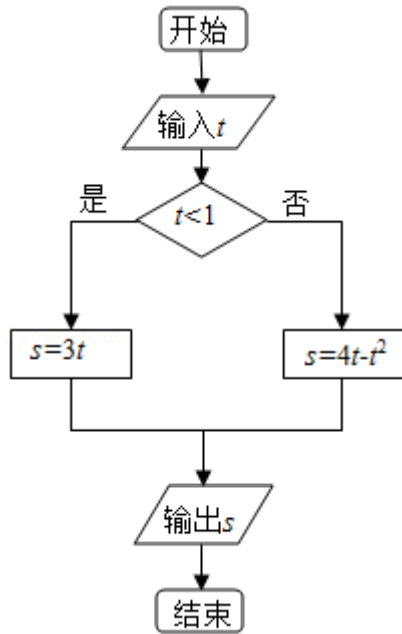 开始
输入t
t<1
是
否
s=3t
s=4t-t²
输出s
结束